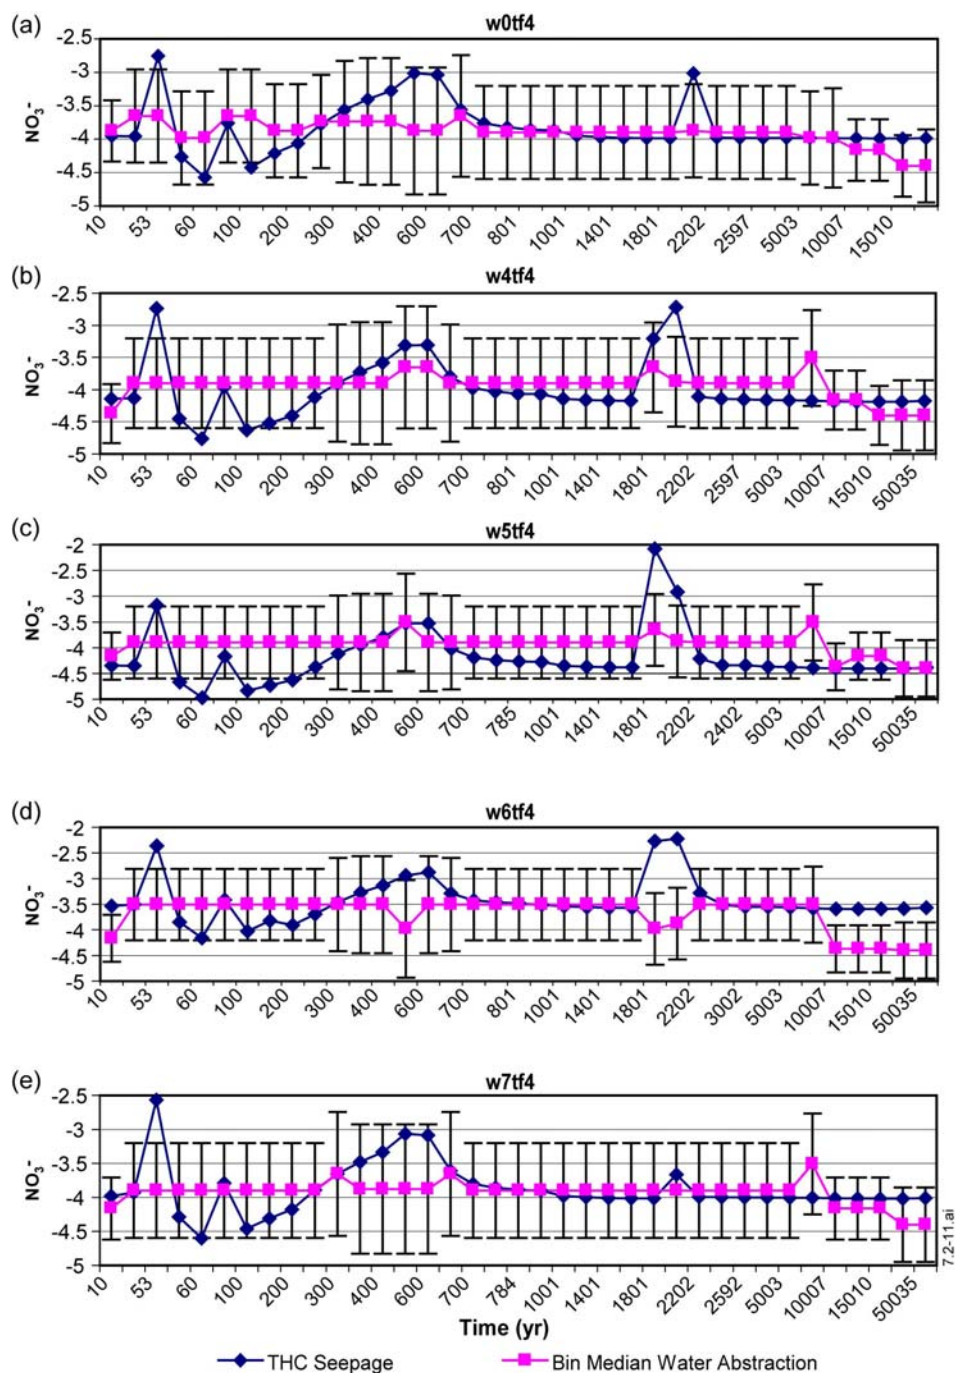 (a) w0tf4
-2.5
-3
-3.5
-4
-4.5
-5
NO3-
10 53 60 100 200 300 400 600 700 801 1001 1401 1801 2202 2597 5003 10007 15010
(b) w4tf4
-2.5
-3
-3.5
-4
-4.5
-5
NO3-
10 53 60 100 200 300 400 600 700 801 1001 1401 1801 2202 2597 5003 10007 15010 50035
(c) w5tf4
-2
-2.5
-3
-3.5
-4
-4.5
-5
NO3-
10 53 60 100 200 300 400 600 700 785 1001 1401 1801 2202 2402 5003 10007 15010 50035
(d) w6tf4
-2
-2.5
-3
-3.5
-4
-4.5
-5
NO3-
10 53 60 100 200 300 400 600 700 801 1001 1401 1801 2202 3002 5003 10007 15010 50035
(e) w7tf4
-2.5
-3
-3.5
-4
-4.5
-5
NO3-
10 53 60 100 200 300 400 600 700 784 1001 1401 1801 2202 2592 5003 10007 15010 50035
7.2-11.ai
Time (yr)
THC Seepage Bin Median Water Abstraction